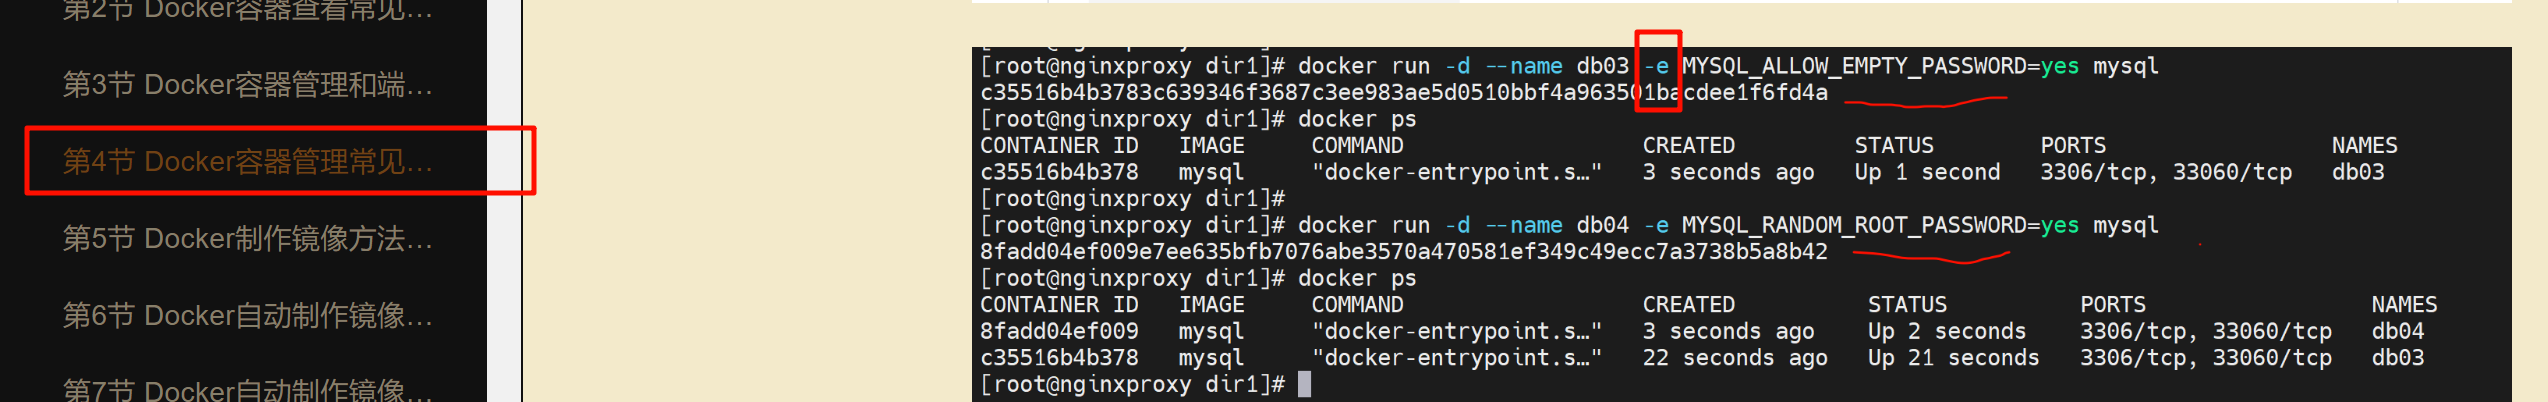 第2节 Docker容器查看常见…
第3节 Docker容器管理和端…
第4节 Docker容器管理常见…
第5节 Docker制作镜像方法…
第6节 Docker自动制作镜像…
第7节 Docker自动制作镜像…
[root@nginxproxy dir1]# docker run -d --name db03 -e MYSQL_ALLOW_EMPTY_PASSWORD=yes mysql
c35516b4b3783c639346f3687c3ee983ae5d0510bbf4a963501bacdee1f6fd4a
[root@nginxproxy dir1]# docker ps
CONTAINER ID   IMAGE     COMMAND                  CREATED         STATUS        PORTS                 NAMES
c35516b4b378   mysql     "docker-entrypoint.s…"   3 seconds ago   Up 1 second   3306/tcp, 33060/tcp   db03
[root@nginxproxy dir1]#
[root@nginxproxy dir1]# docker run -d --name db04 -e MYSQL_RANDOM_ROOT_PASSWORD=yes mysql
8fadd04ef009e7ee635bfb7076abe3570a470581ef349c49ecc7a3738b5a8b42
[root@nginxproxy dir1]# docker ps
CONTAINER ID   IMAGE     COMMAND                  CREATED          STATUS          PORTS                 NAMES
8fadd04ef009   mysql     "docker-entrypoint.s…"   3 seconds ago    Up 2 seconds    3306/tcp, 33060/tcp   db04
c35516b4b378   mysql     "docker-entrypoint.s…"   22 seconds ago   Up 21 seconds   3306/tcp, 33060/tcp   db03
[root@nginxproxy dir1]#